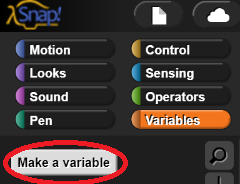 Snap!
Motion
Control
Looks
Sensing
Sound
Operators
Pen
Variables
Make a variable